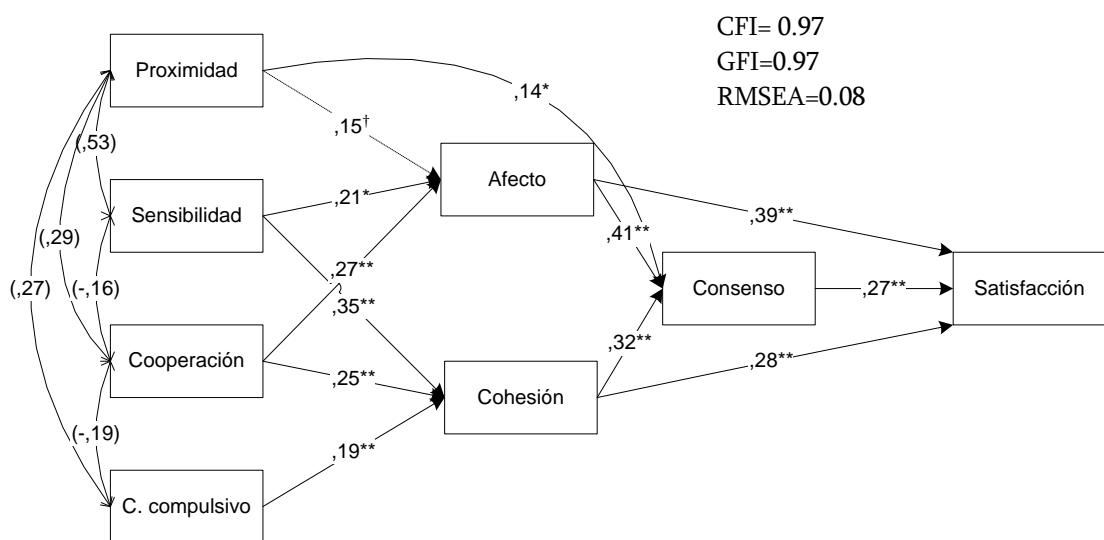 CFI= 0.97
GFI=0.97
RMSEA=0.08
Proximidad
,14*
,15†
(,53)
Afecto
Sensibilidad
,21*
,39**
(,29)
,41**
,27**
(,27)
(-,16)
Consenso
,27**
Satisfacción
,35**
Cooperación
,32**
,28**
,25**
Cohesión
(-,19)
,19**
C. compulsivo